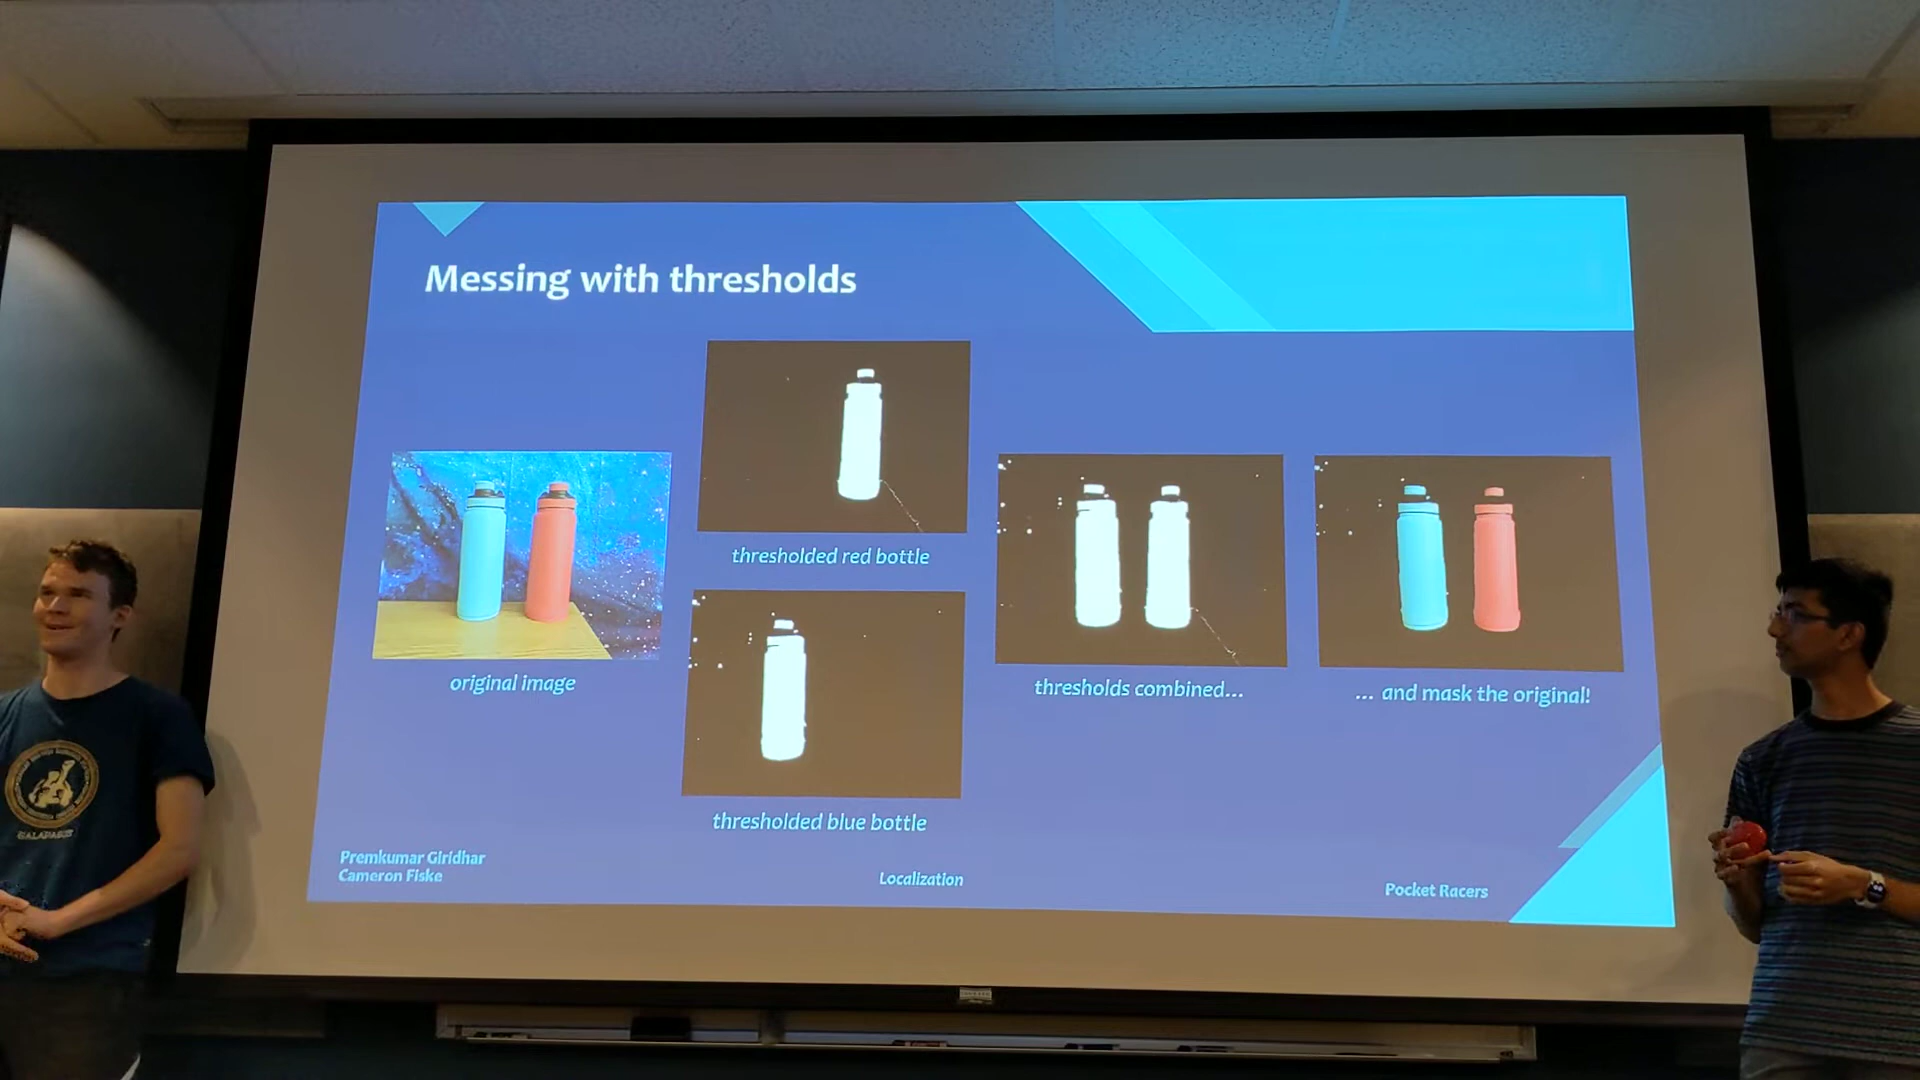 Messing with thresholds
thresholded red bottle
original image
thresholds combined...
... and mask the original!
thresholded blue bottle
Premkumar Giridhar
Cameron Fiske
Localization
Pocket Racers
GALAPAGOS